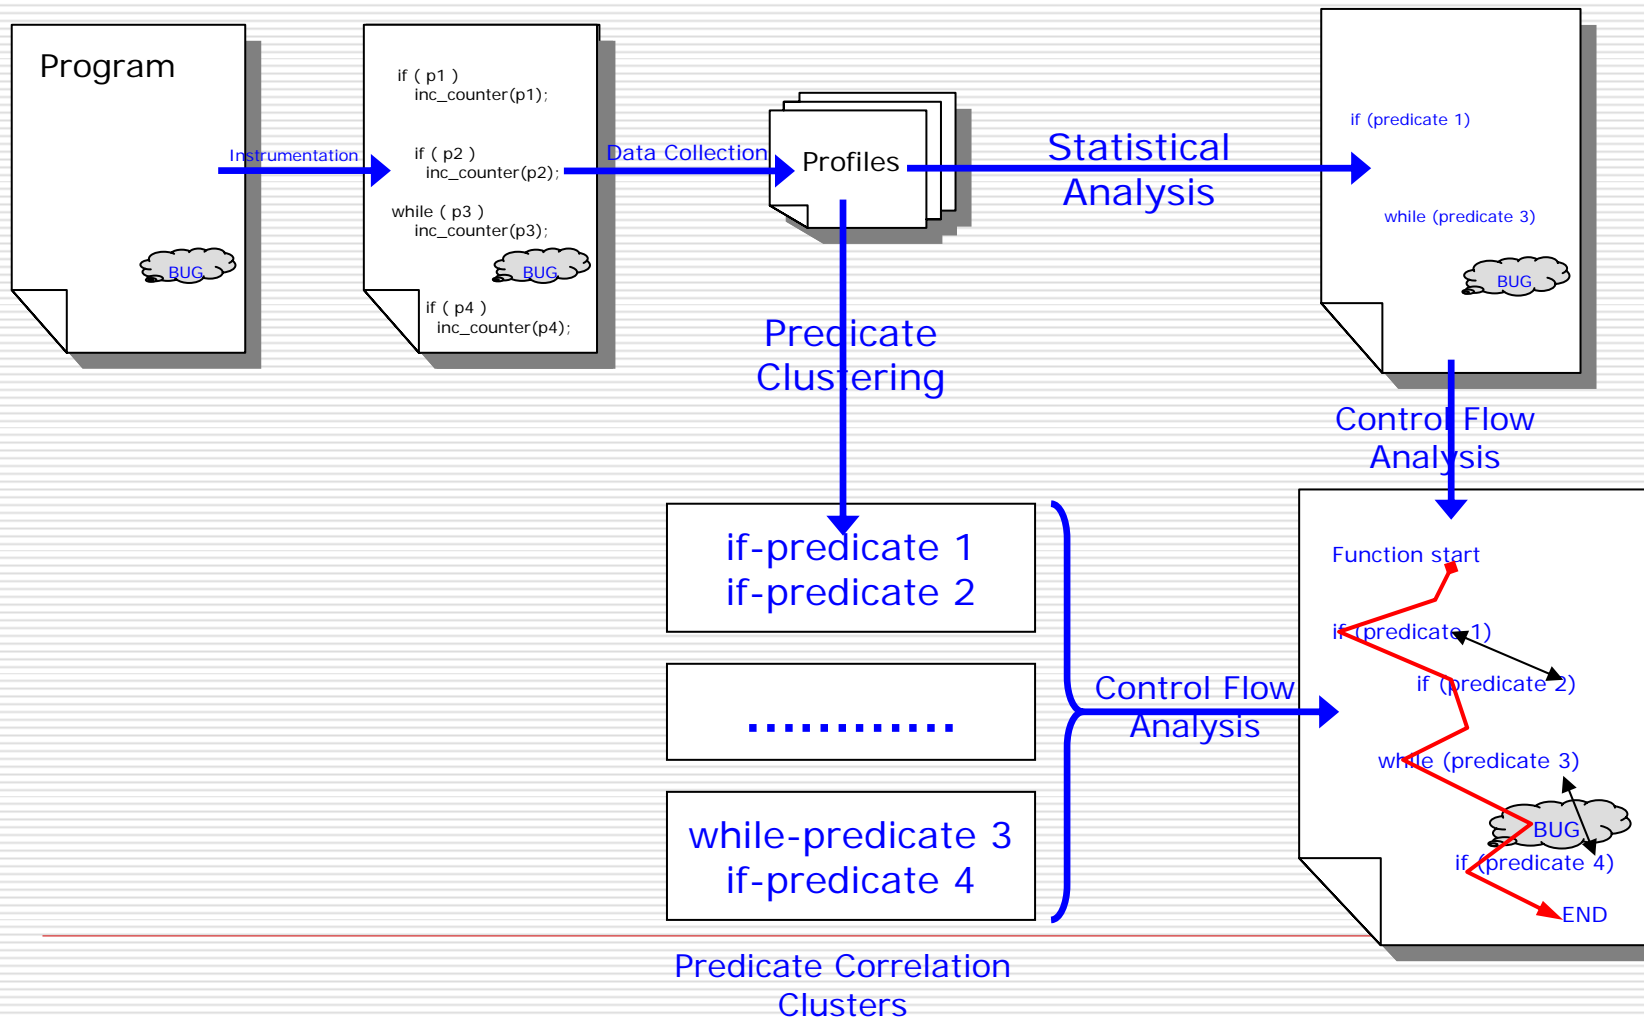 Program
BUG
Instrumentation
if ( p1 )
inc_counter(p1);
if ( p2 )
inc_counter(p2);
while ( p3 )
inc_counter(p3);
BUG
if ( p4 )
inc_counter(p4);
Data Collection
Profiles
Statistical
Analysis
if (predicate 1)
while (predicate 3)
BUG
Predicate
Clustering
Control Flow
Analysis
if-predicate 1
if-predicate 2
............
while-predicate 3
if-predicate 4
Control Flow
Analysis
Function start
if (predicate 1)
if (predicate 2)
while (predicate 3)
BUG
if (predicate 4)
END
Predicate Correlation
Clusters